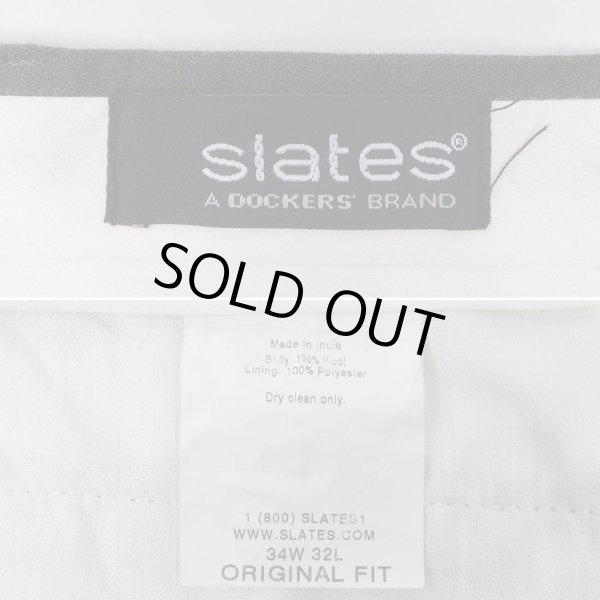 slates®
A DOCKERS® BRAND
SOLD OUT
Made in India
Body: 100% Wool
Lining: 100% Polyester
Dry clean only.
1 (800) SLATES1
WWW.SLATES.COM
34W 32L
ORIGINAL FIT